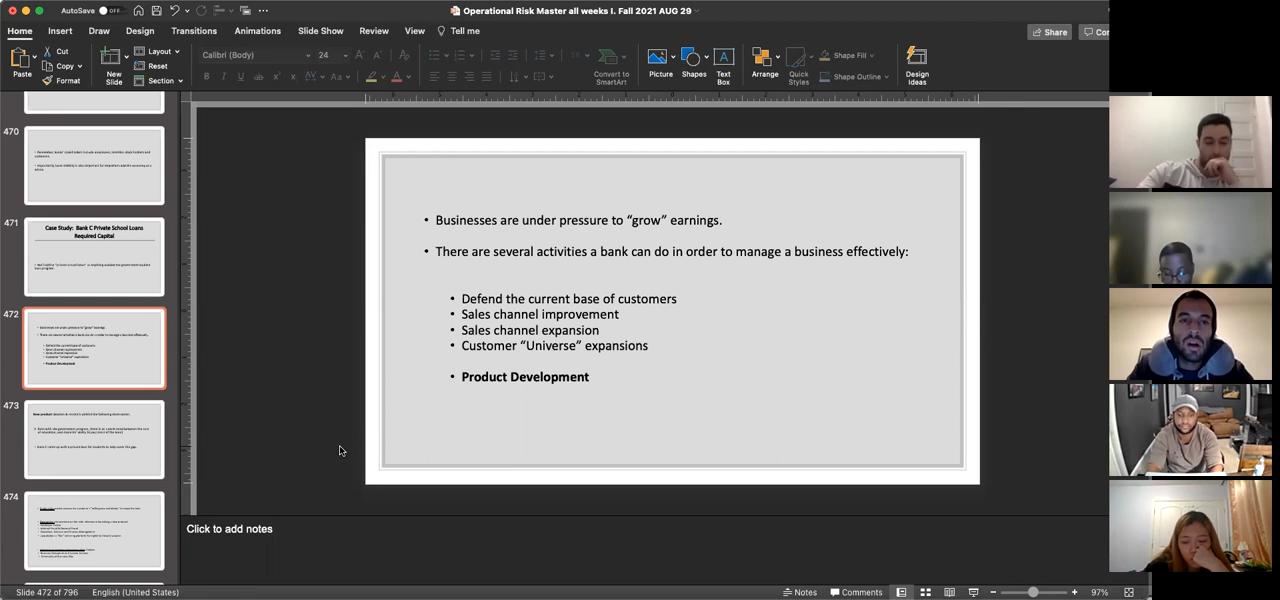 AutoSave OFF
Operational Risk Master all weeks I. Fall 2021 AUG 29
Home Insert Draw Design Transitions Animations Slide Show Review View Tell me
Share
Paste
Cut
Copy
Format
New Slide
Layout
Reset
Section
Calibri (Body) 24
Convert to SmartArt
Picture
Shapes
Text Box
Arrange
Quick Styles
Shape Fill
Shape Outline
Design Ideas
470
471
Case Study: Bank C Private School Loans
Required Capital
472
473
474
• Businesses are under pressure to “grow” earnings.
• There are several activities a bank can do in order to manage a business effectively:
• Defend the current base of customers
• Sales channel improvement
• Sales channel expansion
• Customer “Universe” expansions
• Product Development
Click to add notes
Slide 472 of 796 English (United States) Notes Comments 97%